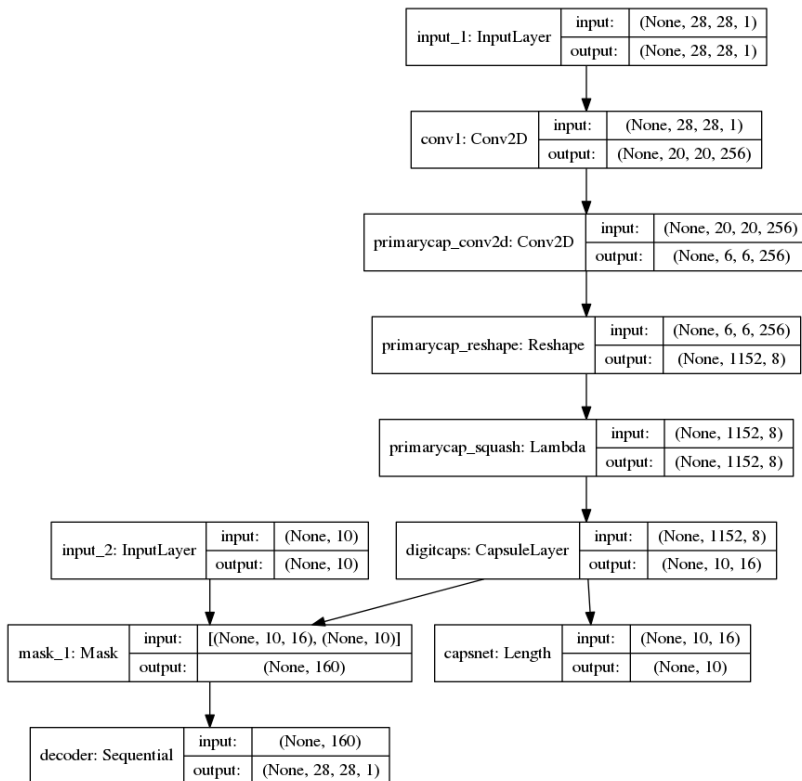 input_1: InputLayer
input: (None, 28, 28, 1)
output: (None, 28, 28, 1)
conv1: Conv2D
input: (None, 28, 28, 1)
output: (None, 20, 20, 256)
primarycap_conv2d: Conv2D
input: (None, 20, 20, 256)
output: (None, 6, 6, 256)
primarycap_reshape: Reshape
input: (None, 6, 6, 256)
output: (None, 1152, 8)
primarycap_squash: Lambda
input: (None, 1152, 8)
output: (None, 1152, 8)
input_2: InputLayer
input: (None, 10)
output: (None, 10)
digitcaps: CapsuleLayer
input: (None, 1152, 8)
output: (None, 10, 16)
mask_1: Mask
input: [(None, 10, 16), (None, 10)]
output: (None, 160)
capsnet: Length
input: (None, 10, 16)
output: (None, 10)
decoder: Sequential
input: (None, 160)
output: (None, 28, 28, 1)